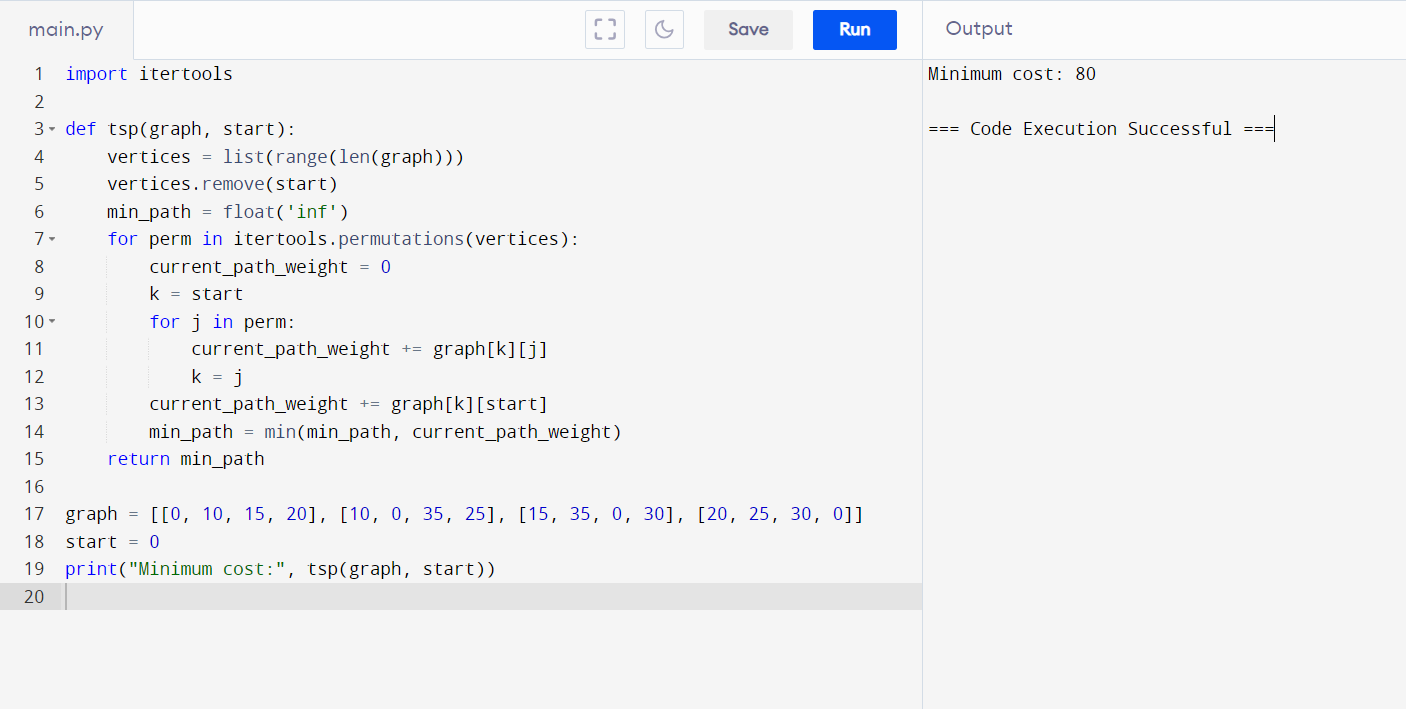 main.py
Save
Run
Output
1 import itertools
2
3 def tsp(graph, start):
4     vertices = list(range(len(graph)))
5     vertices.remove(start)
6     min_path = float('inf')
7     for perm in itertools.permutations(vertices):
8         current_path_weight = 0
9         k = start
10         for j in perm:
11             current_path_weight += graph[k][j]
12             k = j
13         current_path_weight += graph[k][start]
14         min_path = min(min_path, current_path_weight)
15     return min_path
16
17 graph = [[0, 10, 15, 20], [10, 0, 35, 25], [15, 35, 0, 30], [20, 25, 30, 0]]
18 start = 0
19 print("Minimum cost:", tsp(graph, start))
20
Minimum cost: 80
=== Code Execution Successful ===